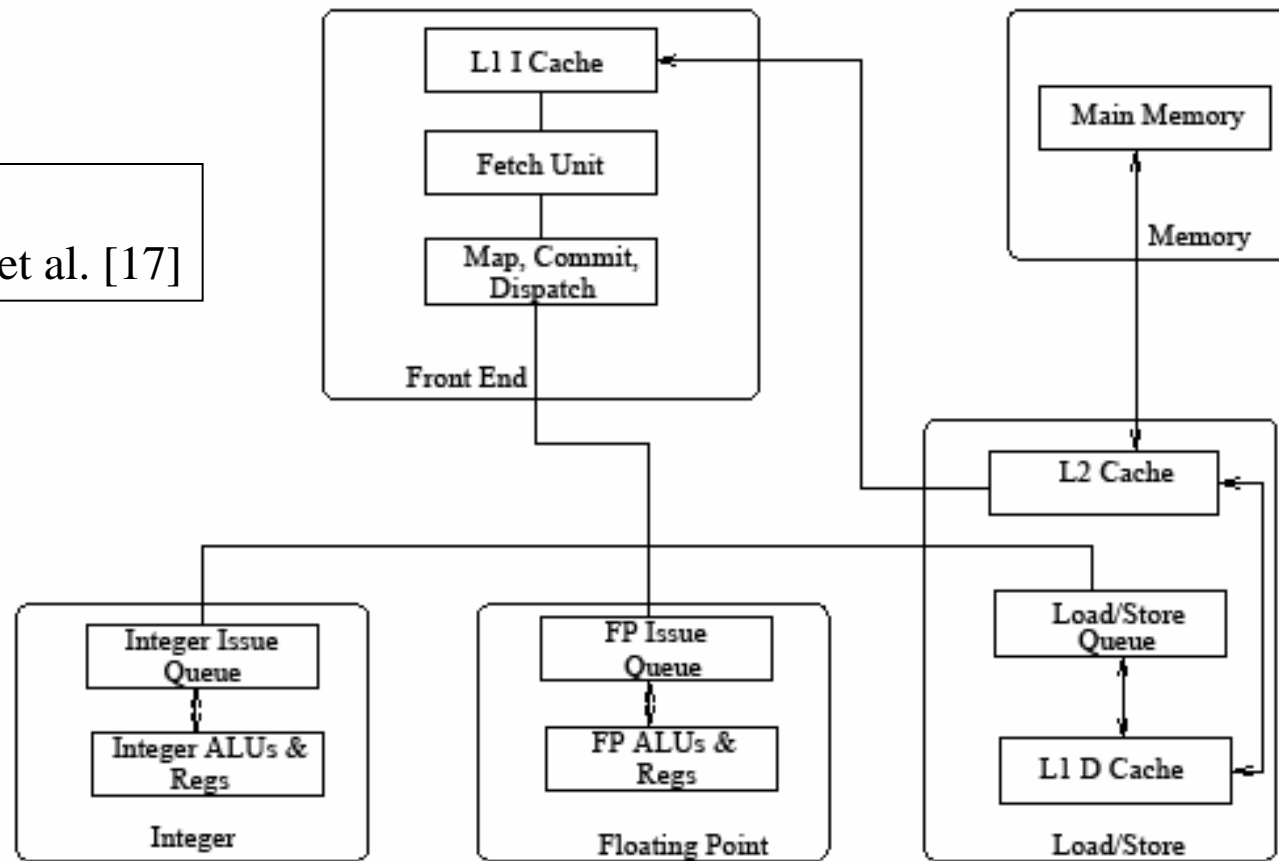 et al. [17]
L1 I Cache
Fetch Unit
Map, Commit,
Dispatch
Front End
Main Memory
Memory
L2 Cache
Load/Store
Queue
L1 D Cache
Load/Store
Integer Issue
Queue
Integer ALUs &
Regs
Integer
FP Issue
Queue
FP ALUs &
Regs
Floating Point